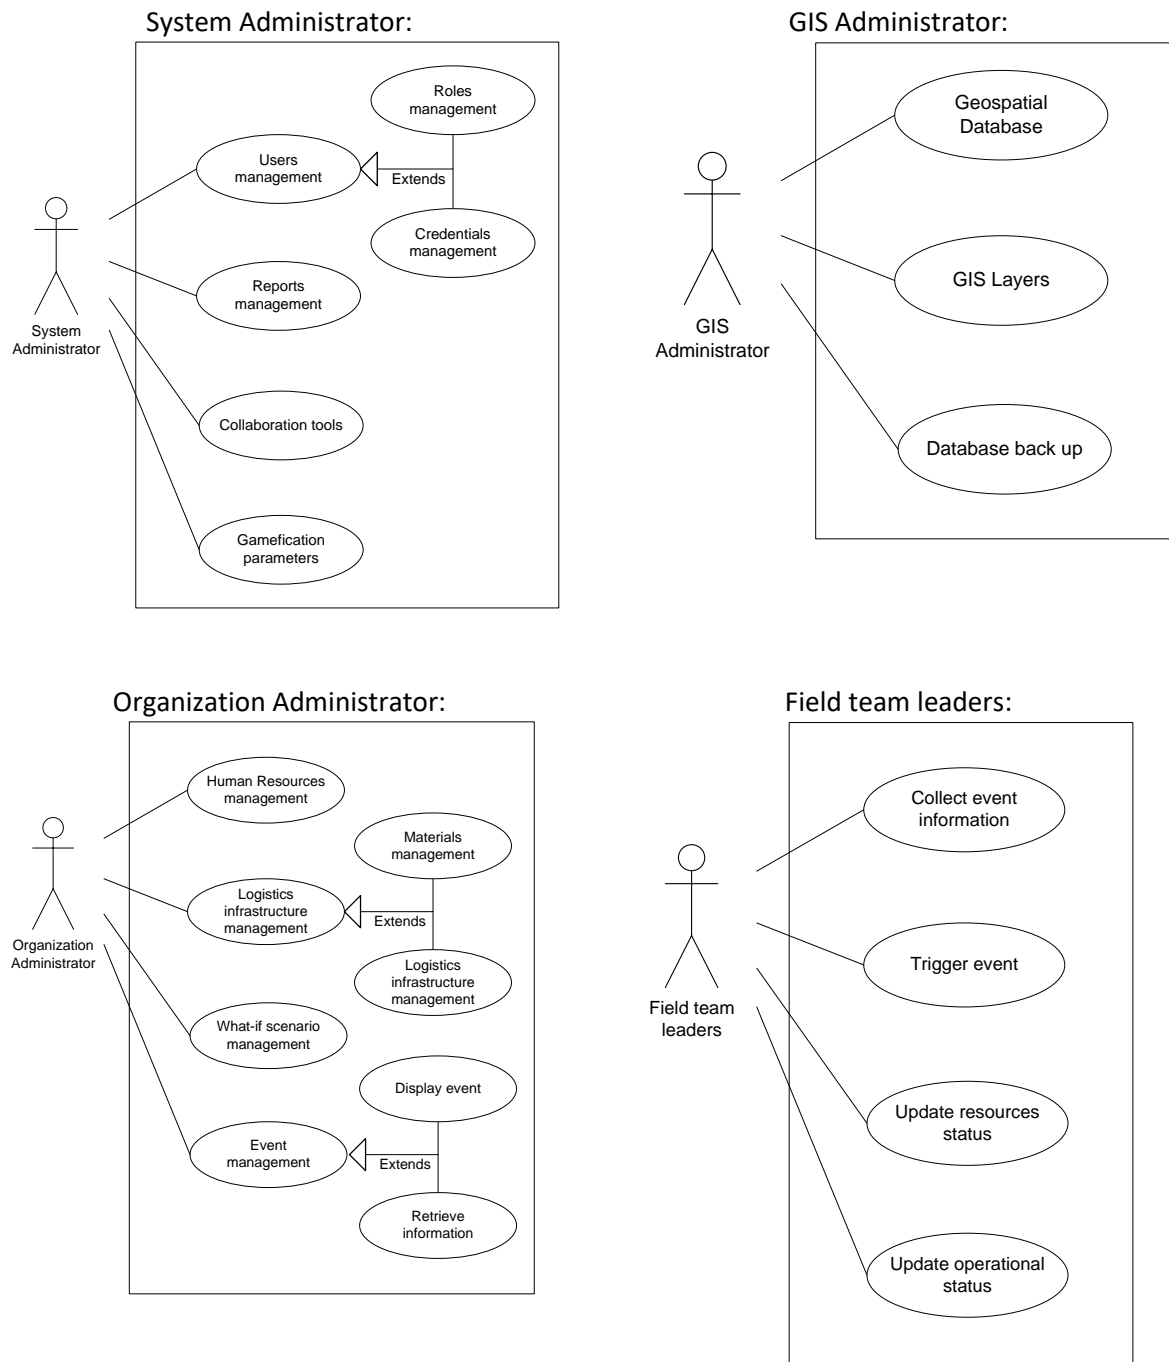 System Administrator:
Roles
management
Users
management
Extends
Credentials
management
Reports
management
System
Administrator
Collaboration tools
Gamefication
parameters
GIS Administrator:
Geospatial
Database
GIS Layers
GIS
Administrator
Database back up
Organization Administrator:
Human Resources
management
Materials
management
Logistics
infrastructure
management
Extends
Organization
Administrator
Logistics
infrastructure
management
What-if scenario
management
Display event
Event
management
Extends
Retrieve
information
Field team leaders:
Collect event
information
Trigger event
Field team
leaders
Update resources
status
Update operational
status